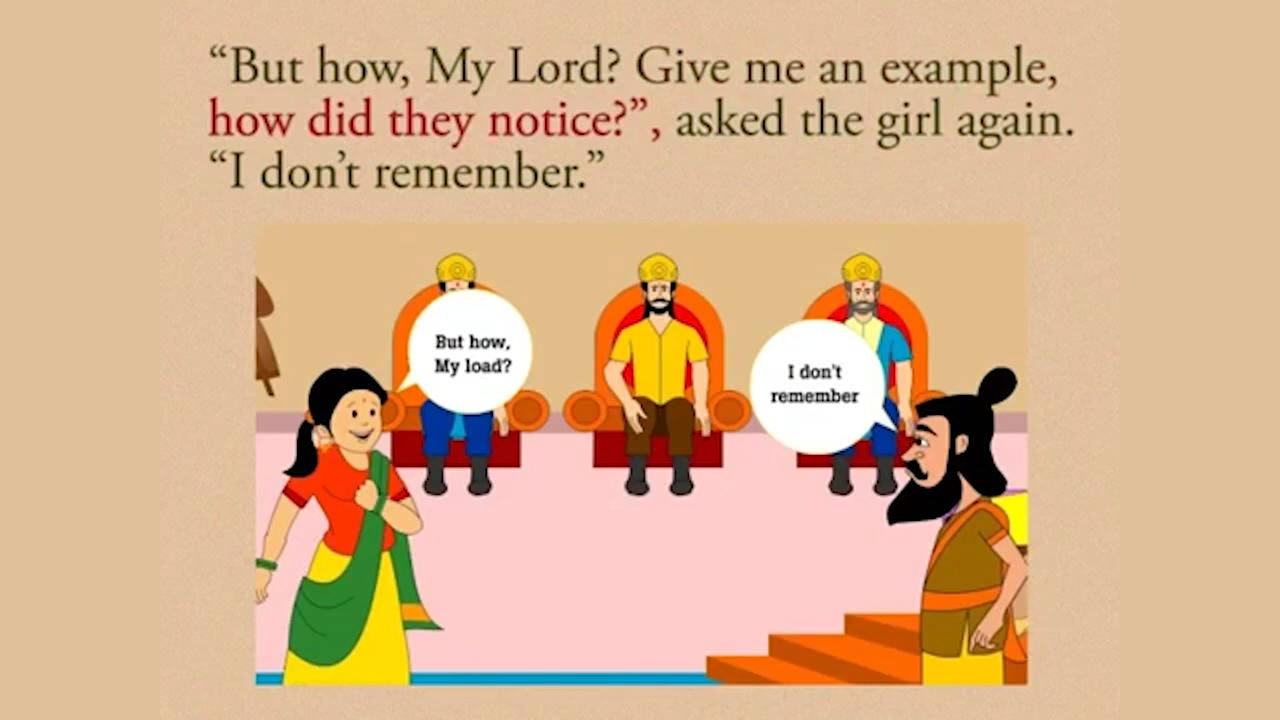 “But how, My Lord? Give me an example,
how did they notice?”, asked the girl again.
“I don’t remember.”
But how,
My load?
I don't
remember